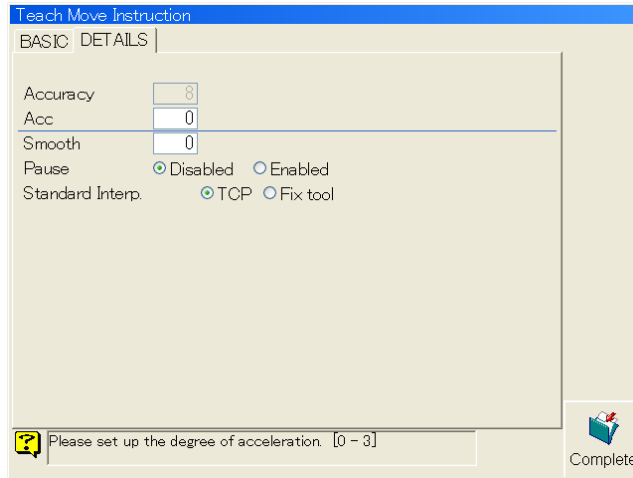 Teach Move Instruction
BASIC DETAILS
Accuracy 8
Acc 0
Smooth 0
Pause Disabled Enabled
Standard Interp. TCP Fix tool
Please set up the degree of acceleration. [0 - 3]
Complete